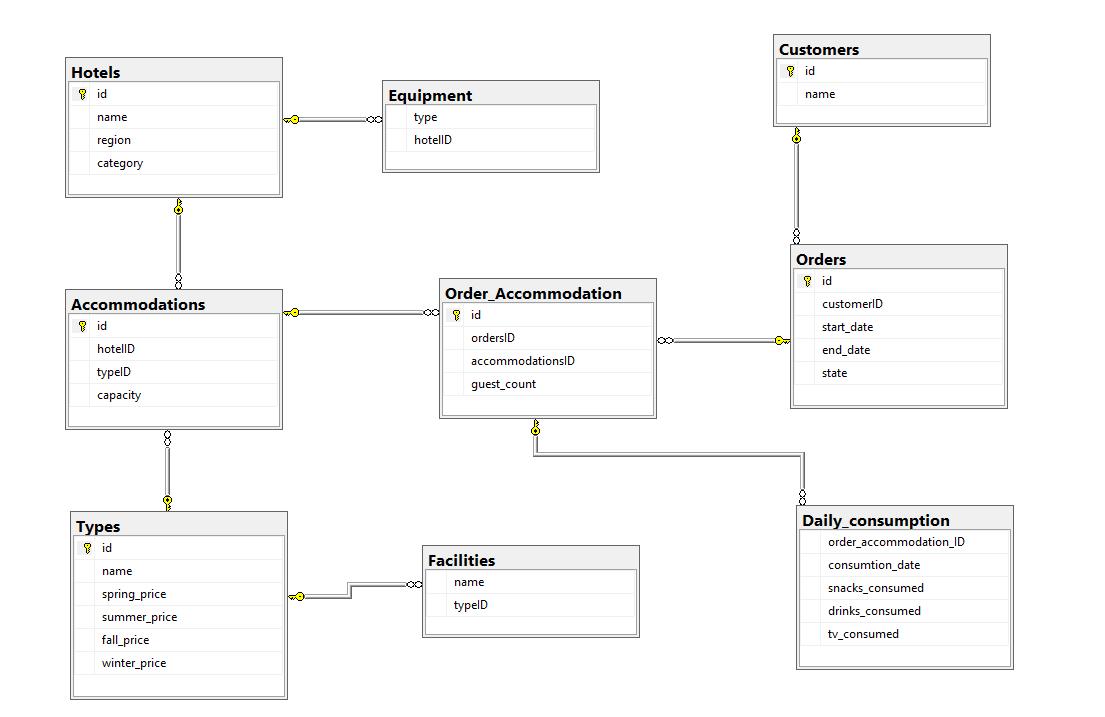 Hotels
id
name
region
category
Equipment
type
hotelID
Customers
id
name
Accommodations
id
hotelID
typeID
capacity
Order_Accommodation
id
ordersID
accommodationsID
guest_count
Orders
id
customerID
start_date
end_date
state
Types
id
name
spring_price
summer_price
fall_price
winter_price
Facilities
name
typeID
Daily_consumption
order_accommodation_ID
consumtion_date
snacks_consumed
drinks_consumed
tv_consumed